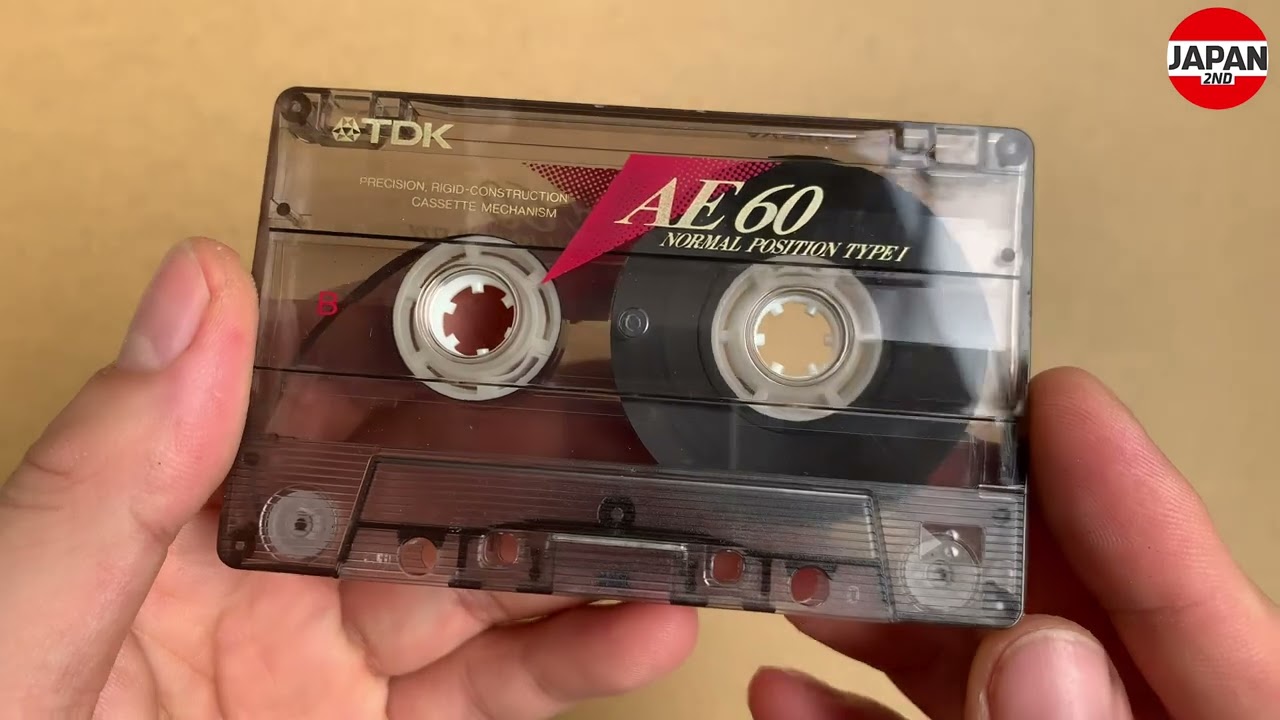 JAPAN
2ND
TDK
PRECISION, RIGID-CONSTRUCTION
CASSETTE MECHANISM
AE 60
NORMAL POSITION TYPE I
B